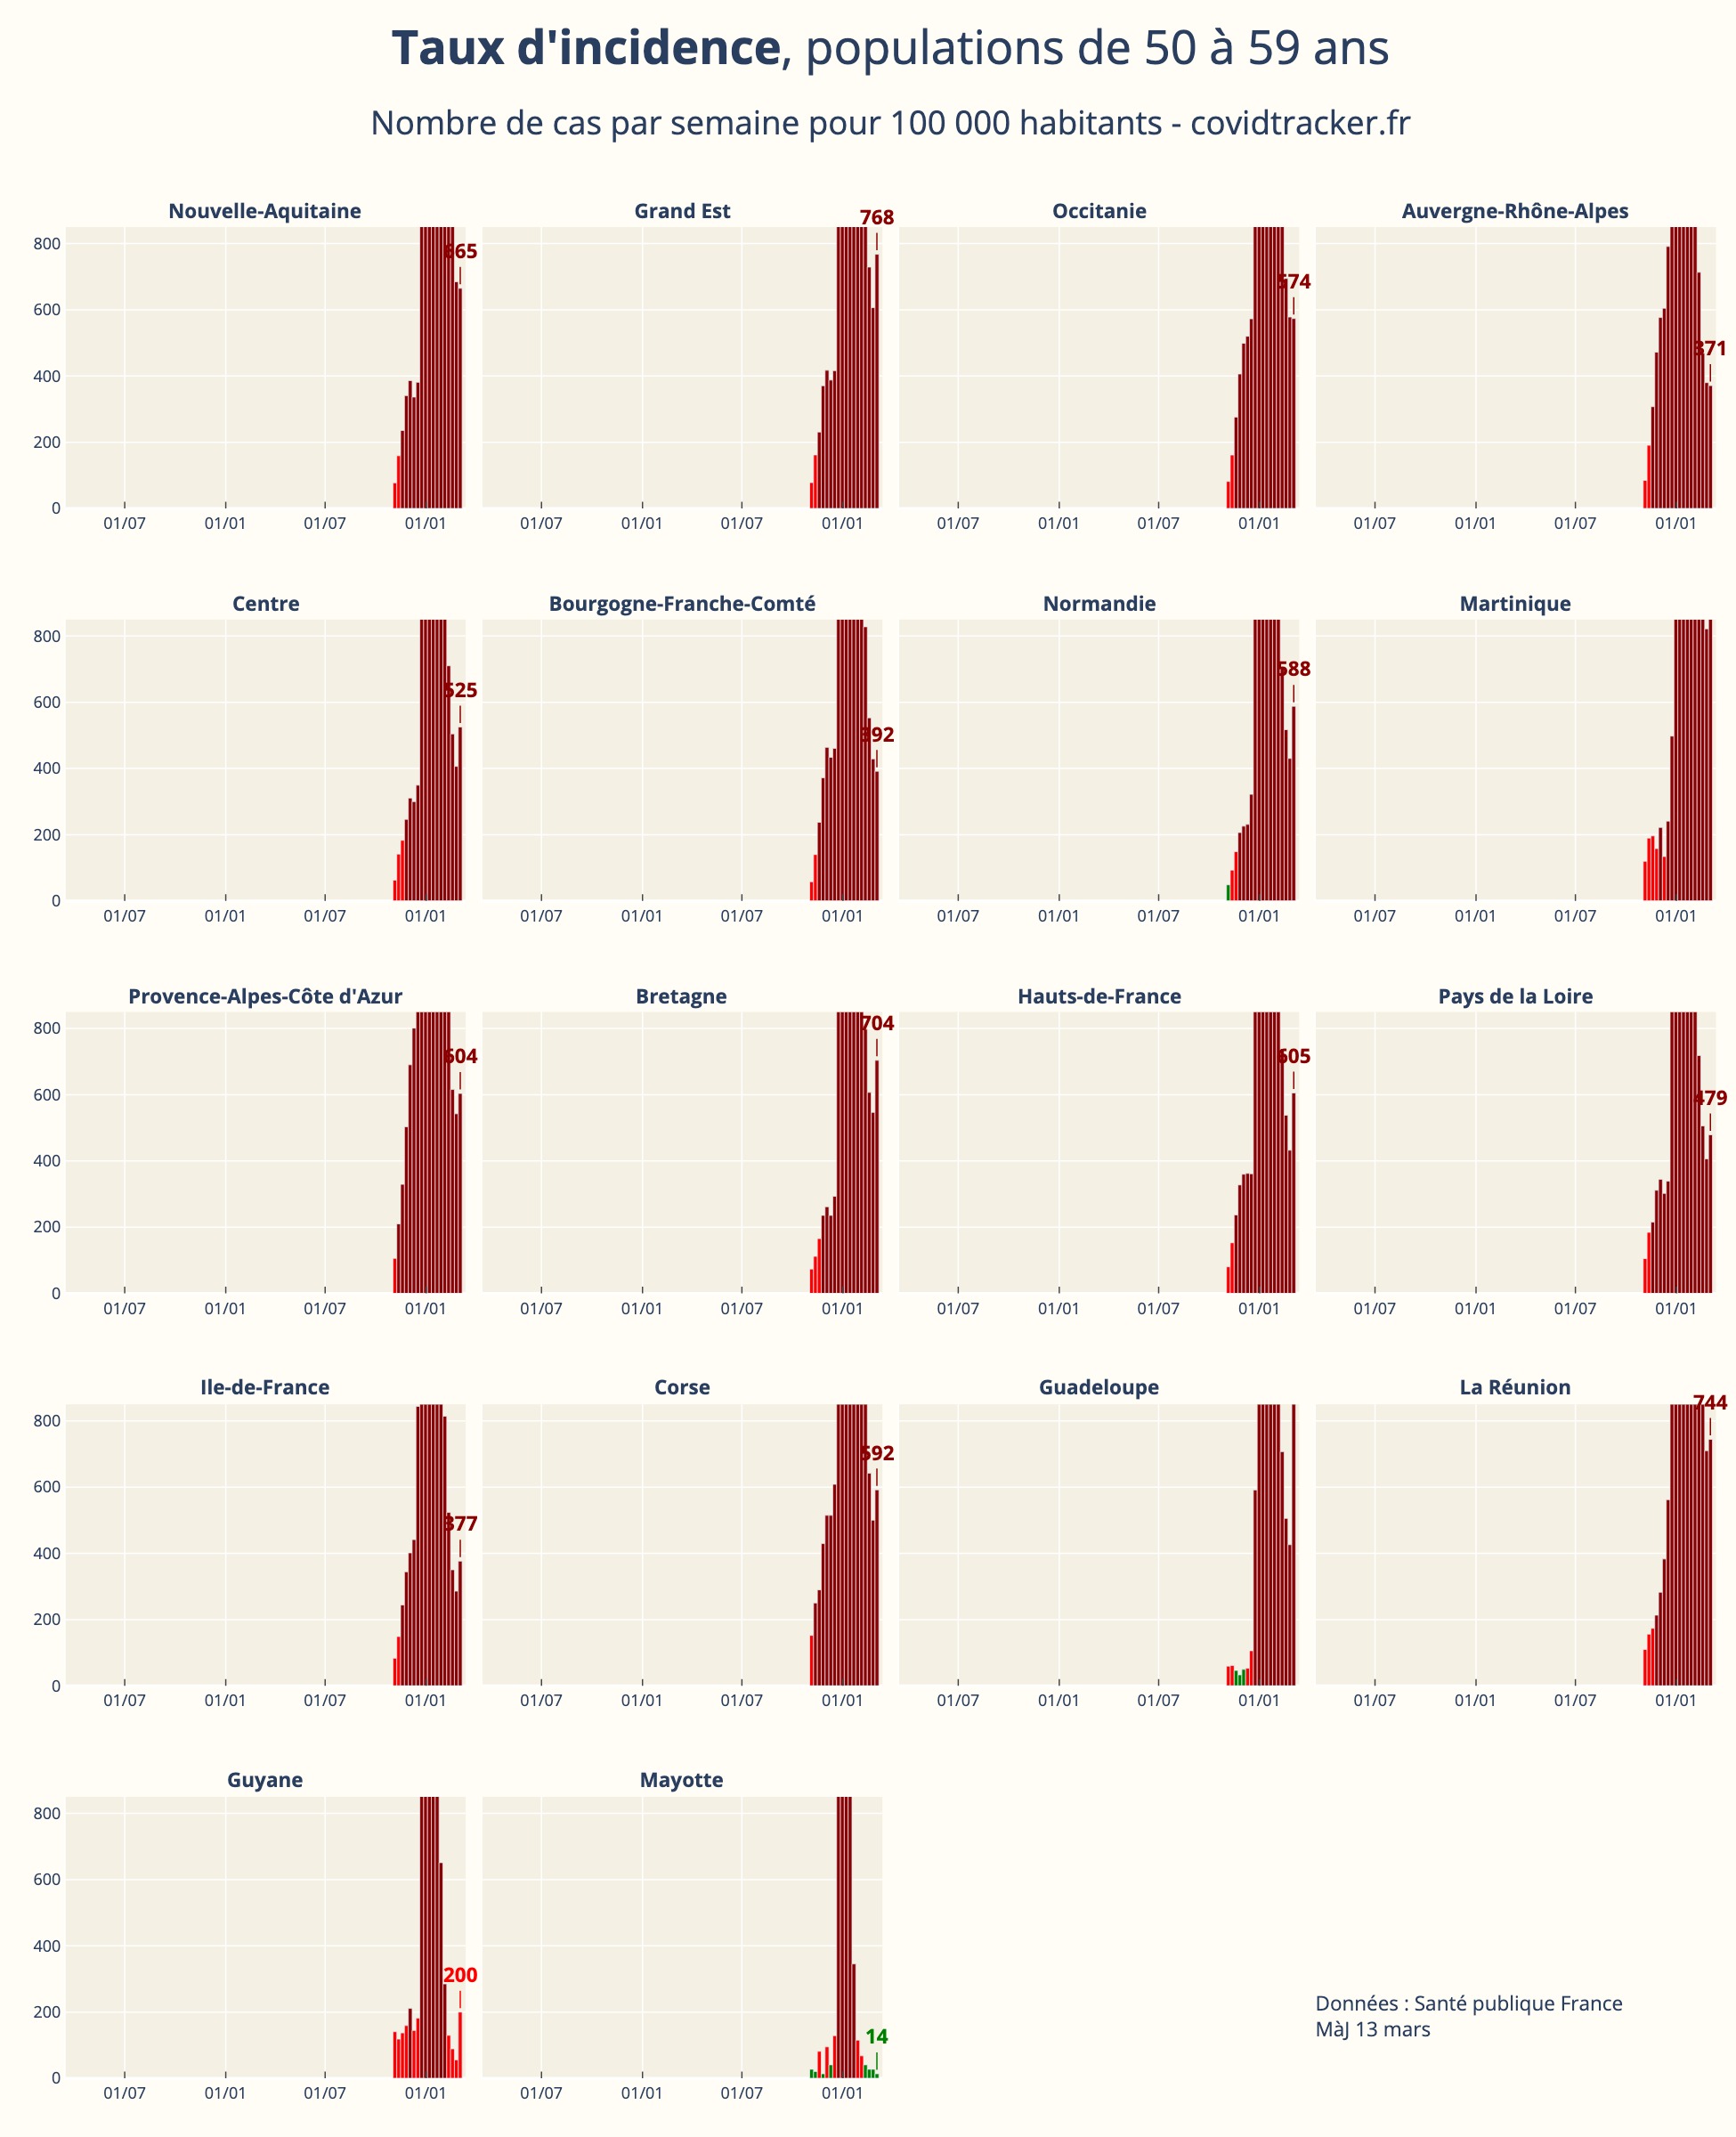 Taux d'incidence, populations de 50 à 59 ans
Nombre de cas par semaine pour 100 000 habitants - covidtracker.fr
Nouvelle-Aquitaine
Grand Est
Occitanie
Auvergne-Rhône-Alpes
800
600
400
200
0
665
768
574
371
01/07 01/01 01/07 01/01
01/07 01/01 01/07 01/01
01/07 01/01 01/07 01/01
01/07 01/01 01/07 01/01
Centre
Bourgogne-Franche-Comté
Normandie
Martinique
800
600
400
200
0
525
392
588
01/07 01/01 01/07 01/01
01/07 01/01 01/07 01/01
01/07 01/01 01/07 01/01
01/07 01/01 01/07 01/01
Provence-Alpes-Côte d'Azur
Bretagne
Hauts-de-France
Pays de la Loire
800
600
400
200
0
604
704
605
479
01/07 01/01 01/07 01/01
01/07 01/01 01/07 01/01
01/07 01/01 01/07 01/01
01/07 01/01 01/07 01/01
Ile-de-France
Corse
Guadeloupe
La Réunion
800
600
400
200
0
377
592
744
01/07 01/01 01/07 01/01
01/07 01/01 01/07 01/01
01/07 01/01 01/07 01/01
01/07 01/01 01/07 01/01
Guyane
Mayotte
800
600
400
200
0
200
14
01/07 01/01 01/07 01/01
01/07 01/01 01/07 01/01
Données : Santé publique France
MàJ 13 mars